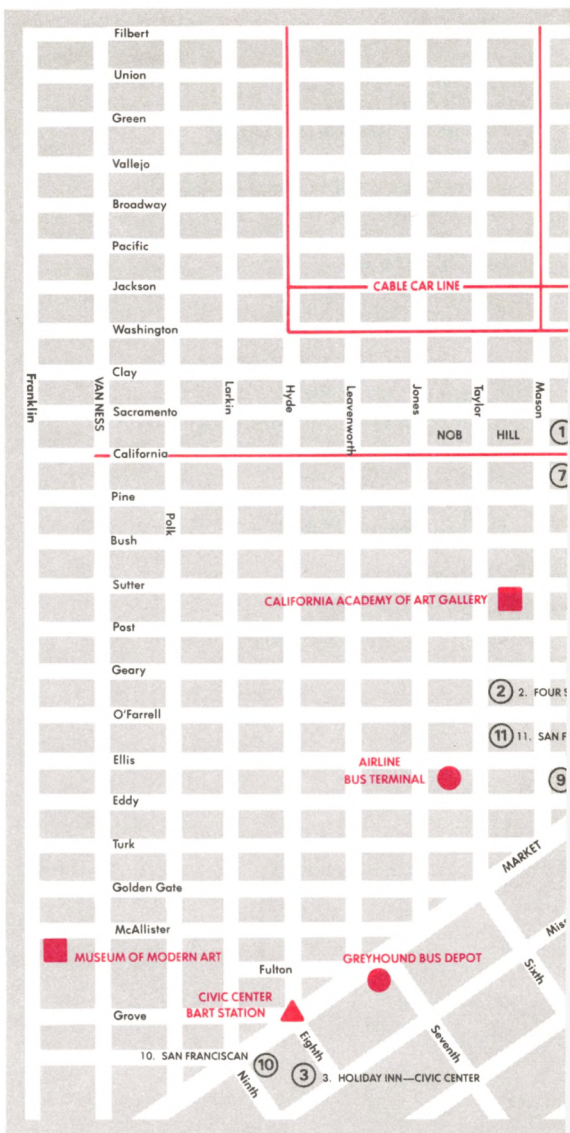 Filbert
Union
Green
Vallejo
Broadway
Pacific
Jackson
CABLE CAR LINE
Washington
Clay
Franklin
VAN NESS
Larkin
Hyde
Leavenworth
Jones
Taylor
Mason
Sacramento
NOB HILL
1
California
7
Pine
Polk
Bush
Sutter
CALIFORNIA ACADEMY OF ART GALLERY
Post
Geary
2 2. FOUR
O'Farrell
11 11. SAN
Ellis
AIRLINE
BUS TERMINAL
9
Eddy
Turk
MARKET
Golden Gate
McAllister
MUSEUM OF MODERN ART
Fulton
GREYHOUND BUS DEPOT
Sixth
CIVIC CENTER
BART STATION
Grove
Eighth
Seventh
10. SAN FRANCISCAN 10
Ninth
3 3. HOLIDAY INN—CIVIC CENTER